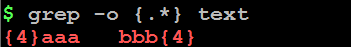 $ grep -o {.*} text
{4}aaa   bbb{4}